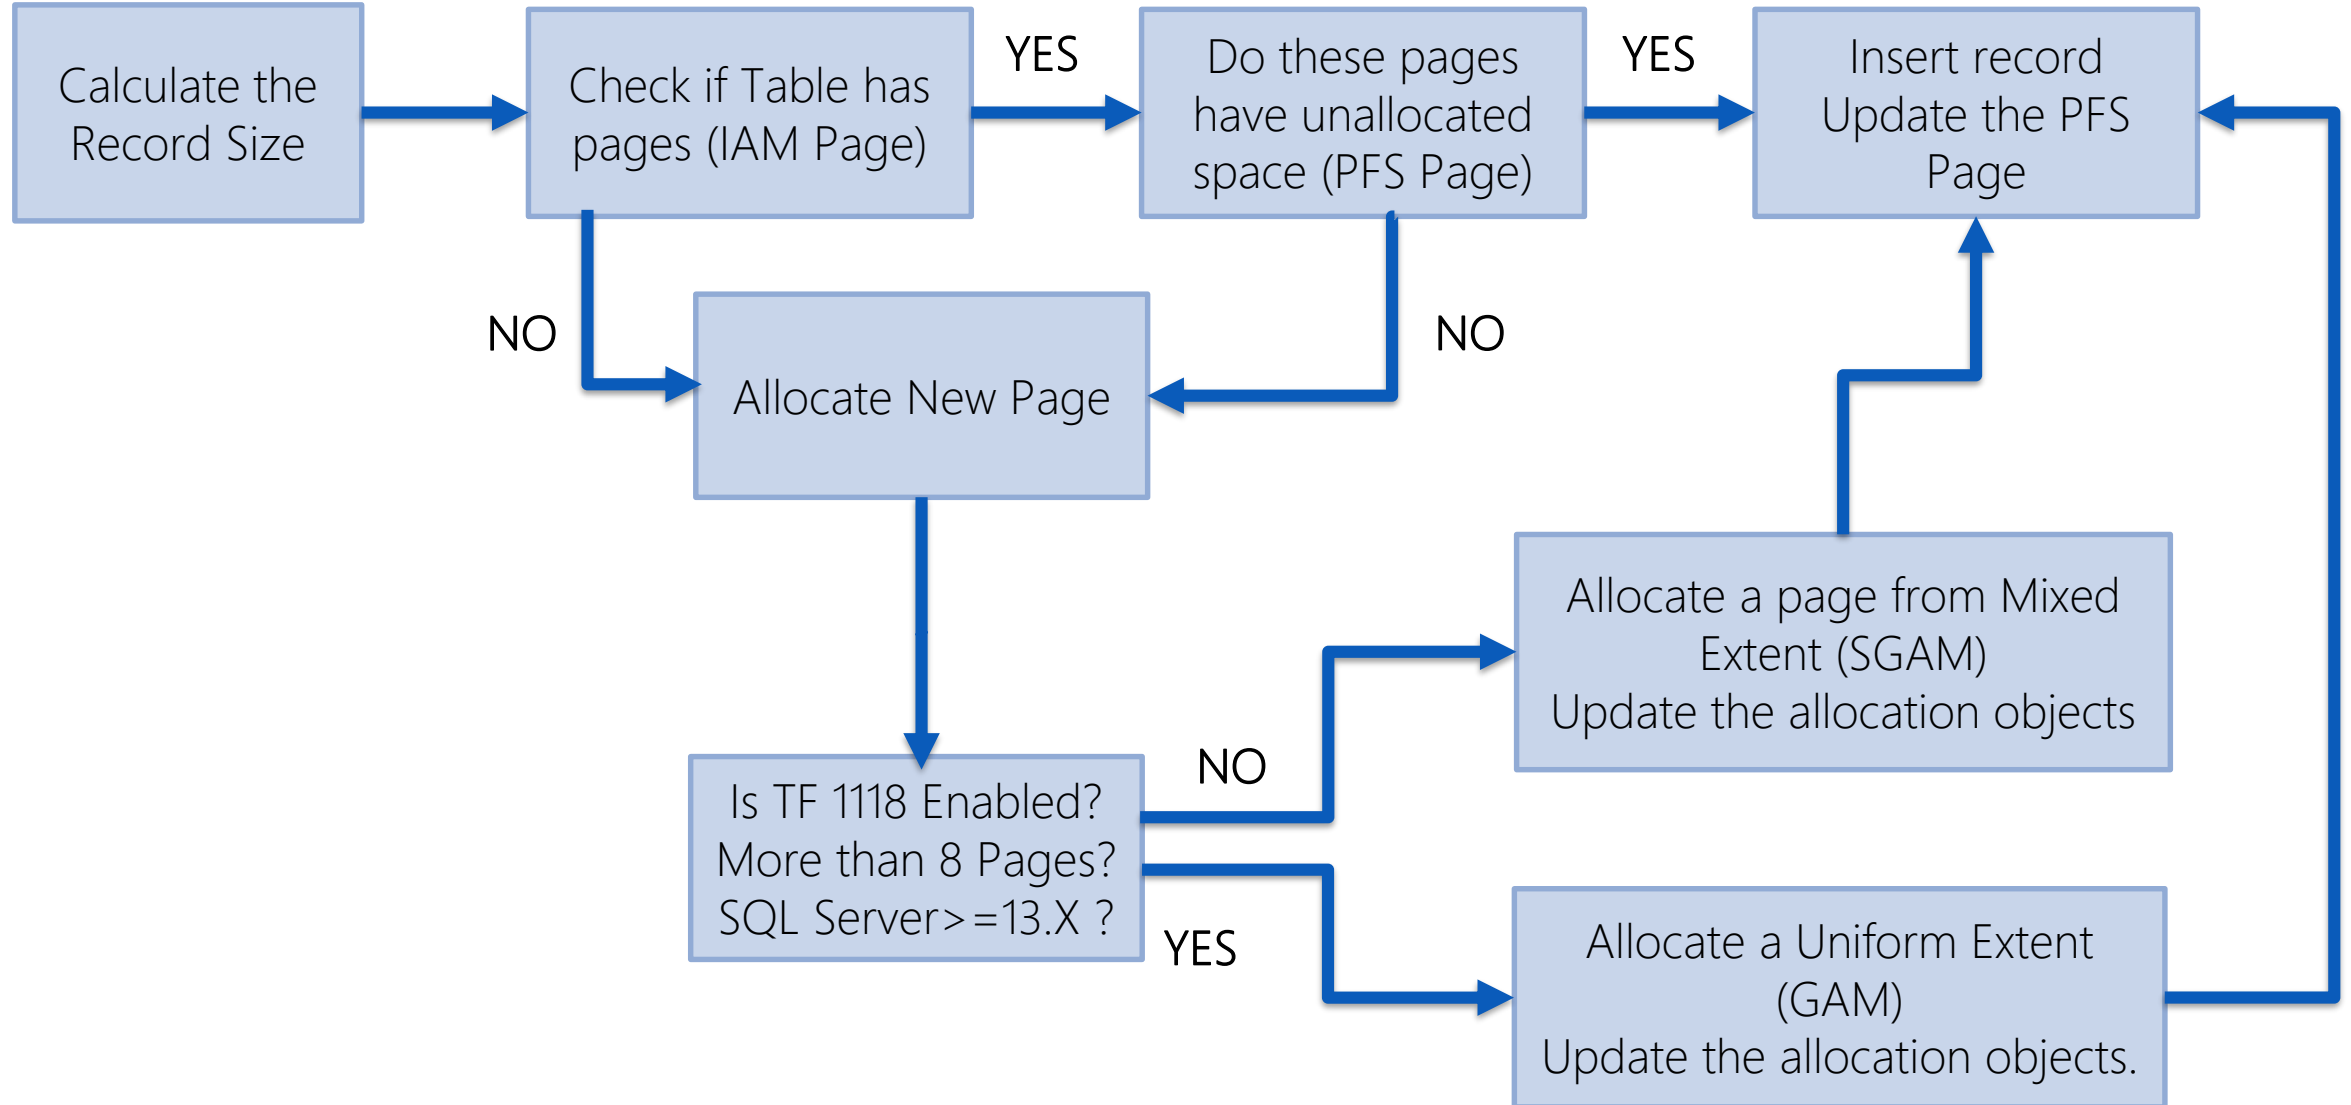 Calculate the
Record Size
Check if Table has
pages (IAM Page)
YES
Do these pages
have unallocated
space (PFS Page)
YES
Insert record
Update the PFS
Page
NO
Allocate New Page
NO
Is TF 1118 Enabled?
More than 8 Pages?
SQL Server>=13.X ?
NO
Allocate a page from Mixed
Extent (SGAM)
Update the allocation objects
YES
Allocate a Uniform Extent
(GAM)
Update the allocation objects.